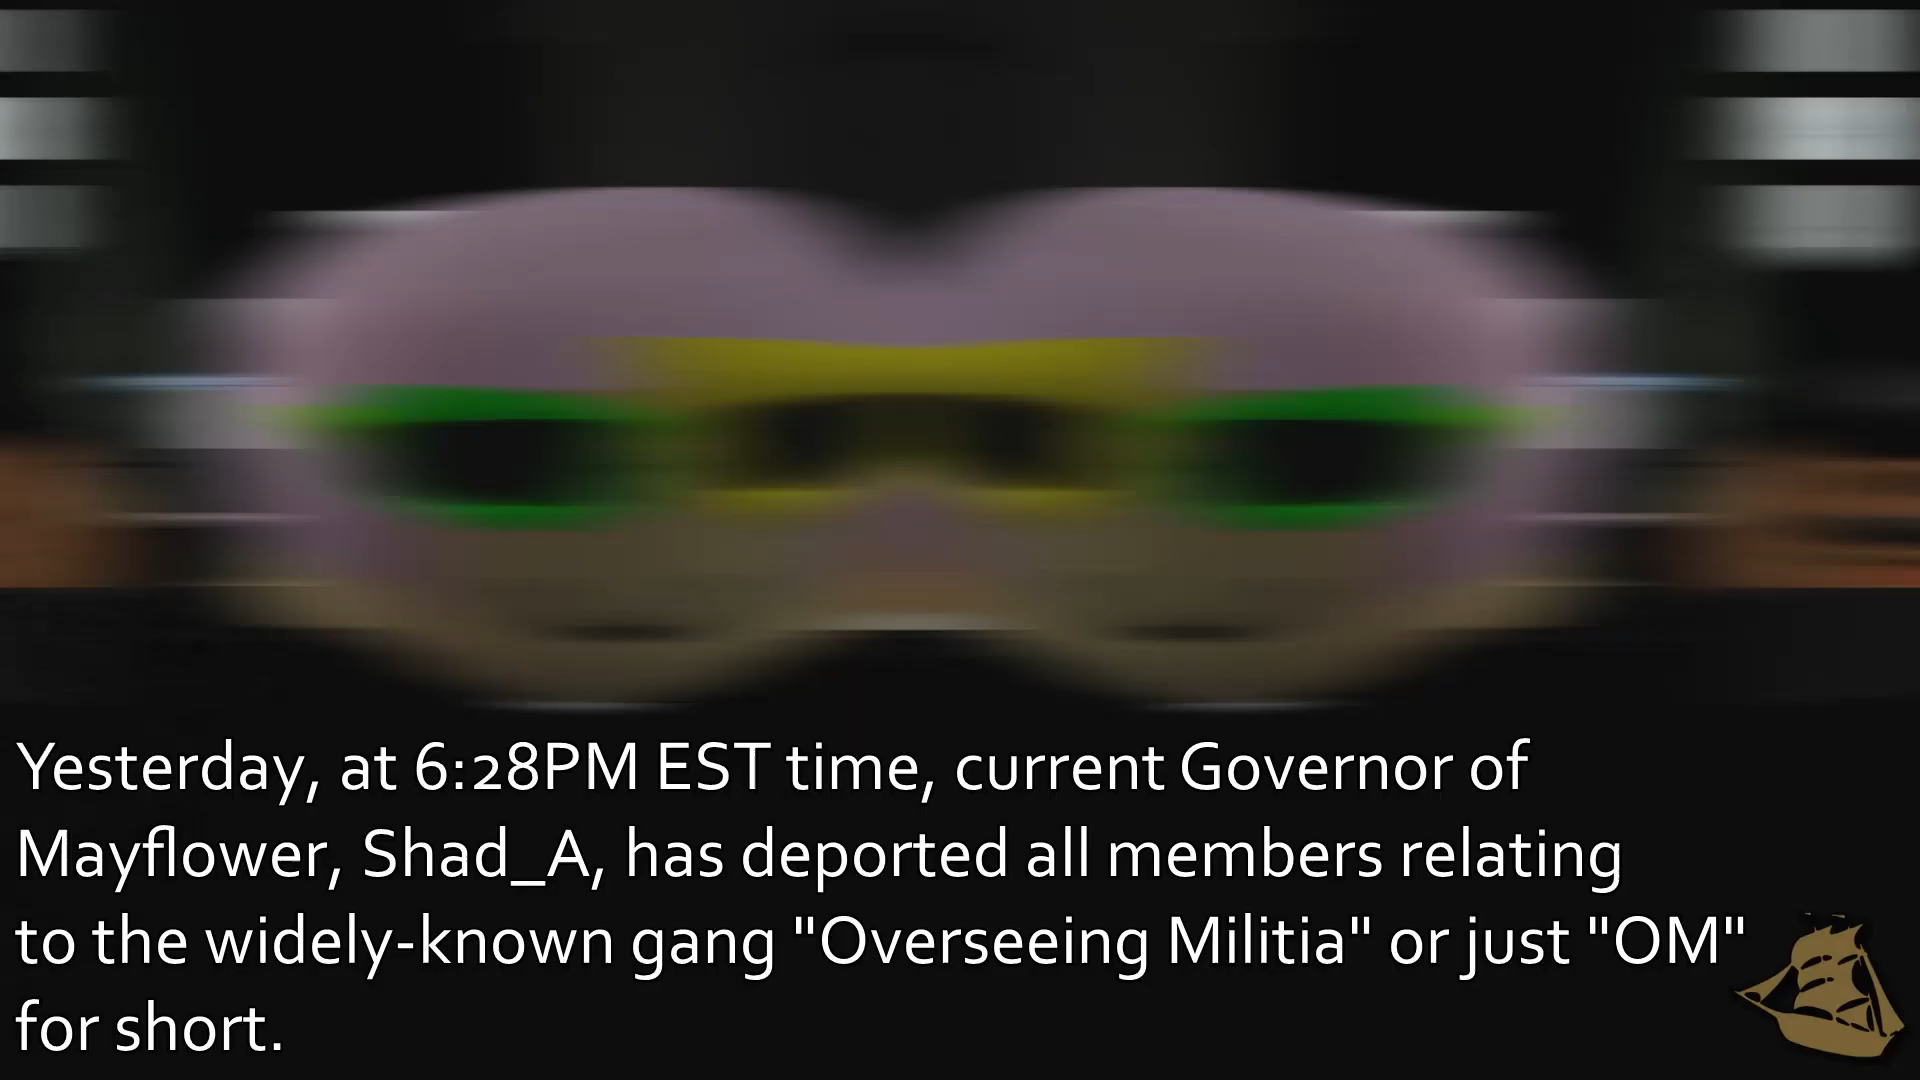 Yesterday, at 6:28PM EST time, current Governor of
Mayflower, Shad_A, has deported all members relating
to the widely-known gang "Overseeing Militia" or just "OM"
for short.